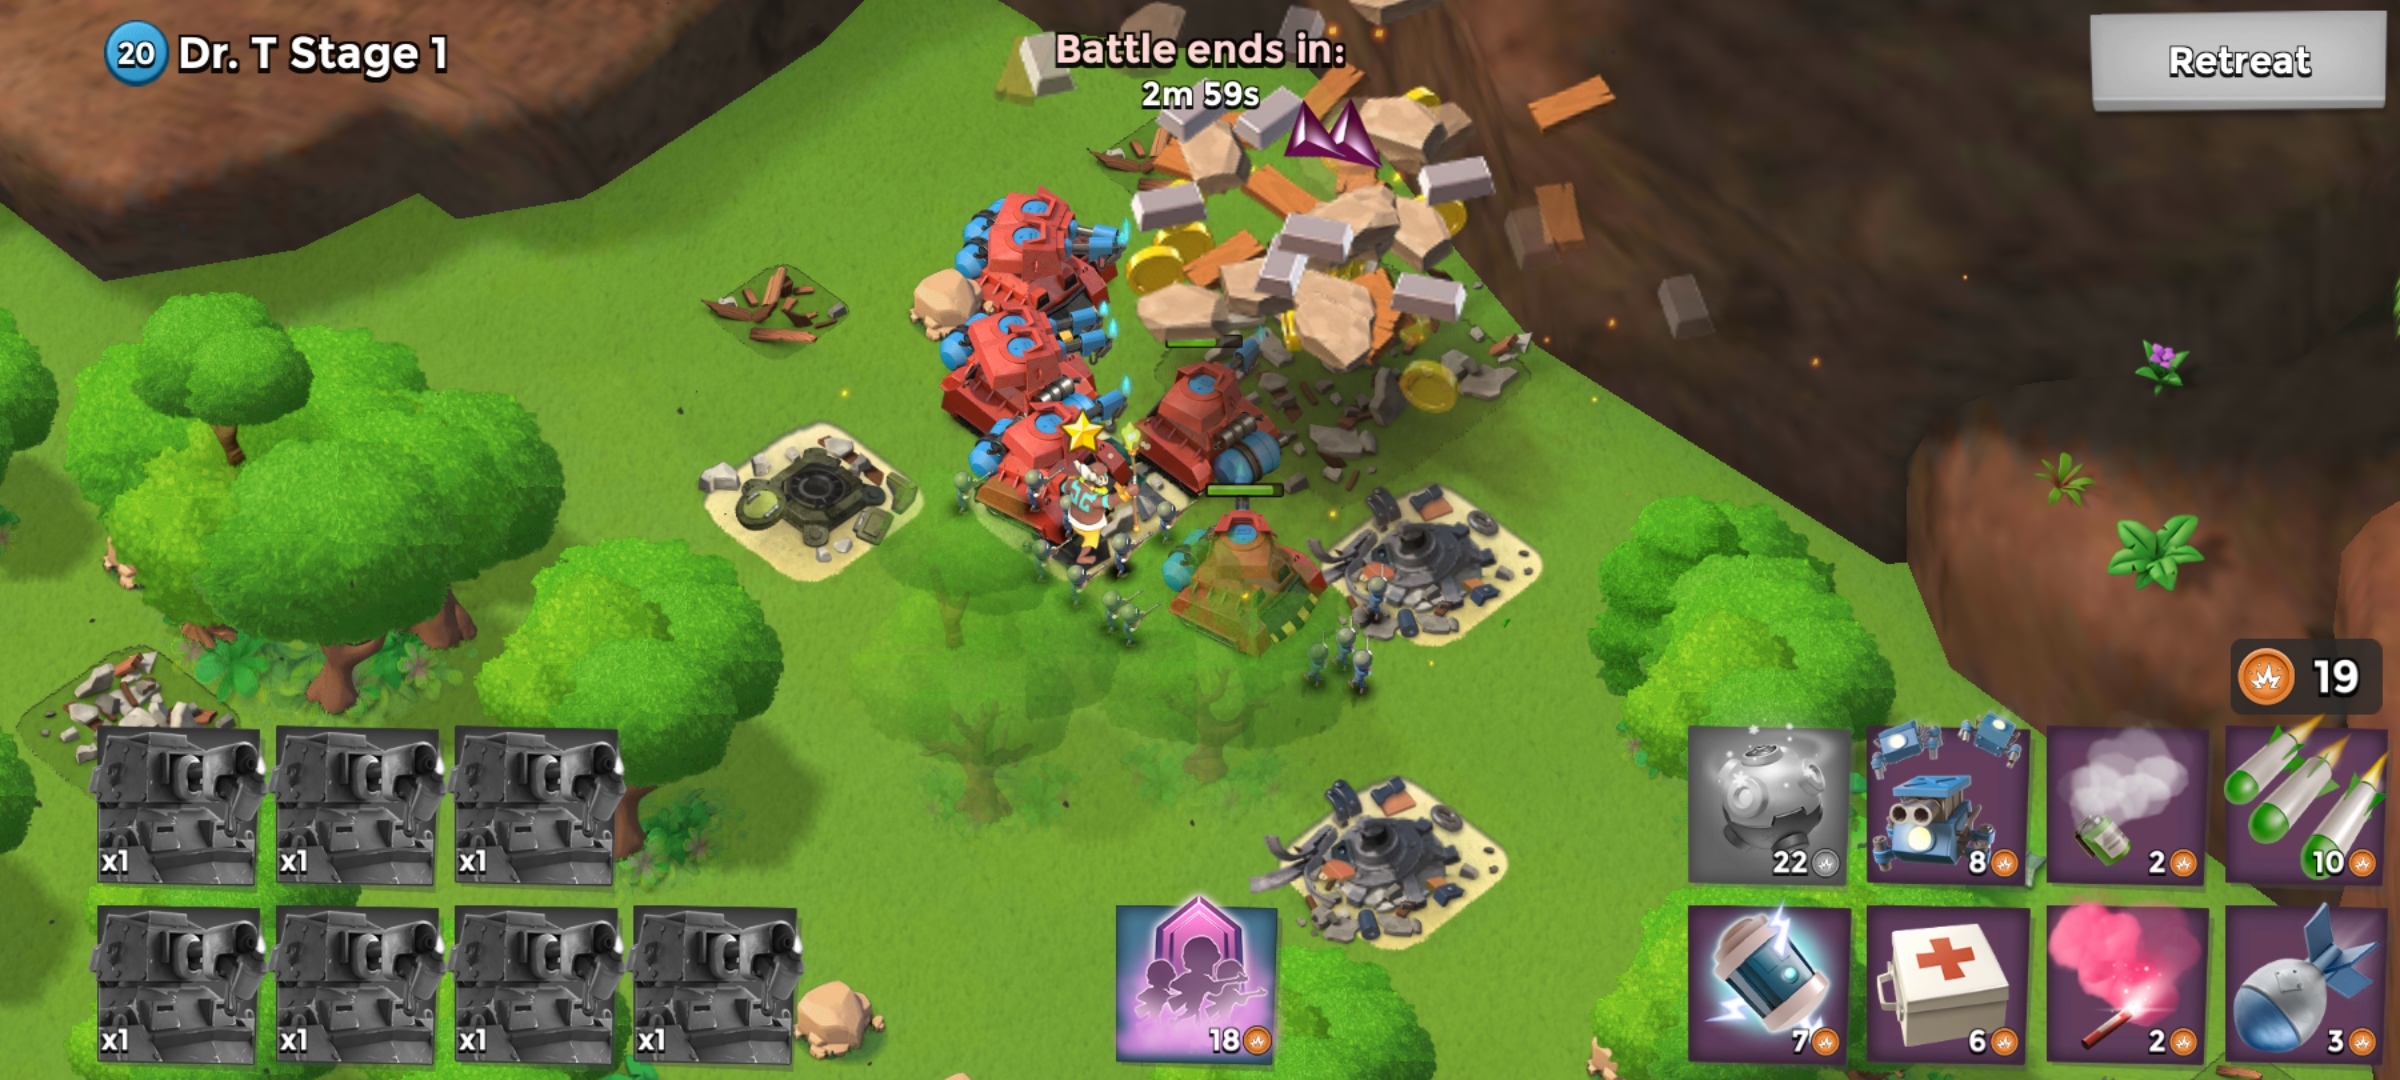 20 Dr. T Stage 1
Battle ends in:
2m 59s
Retreat
19
x1 x1 x1
22 8 2 10
x1 x1 x1 x1
18
7 6 2 3